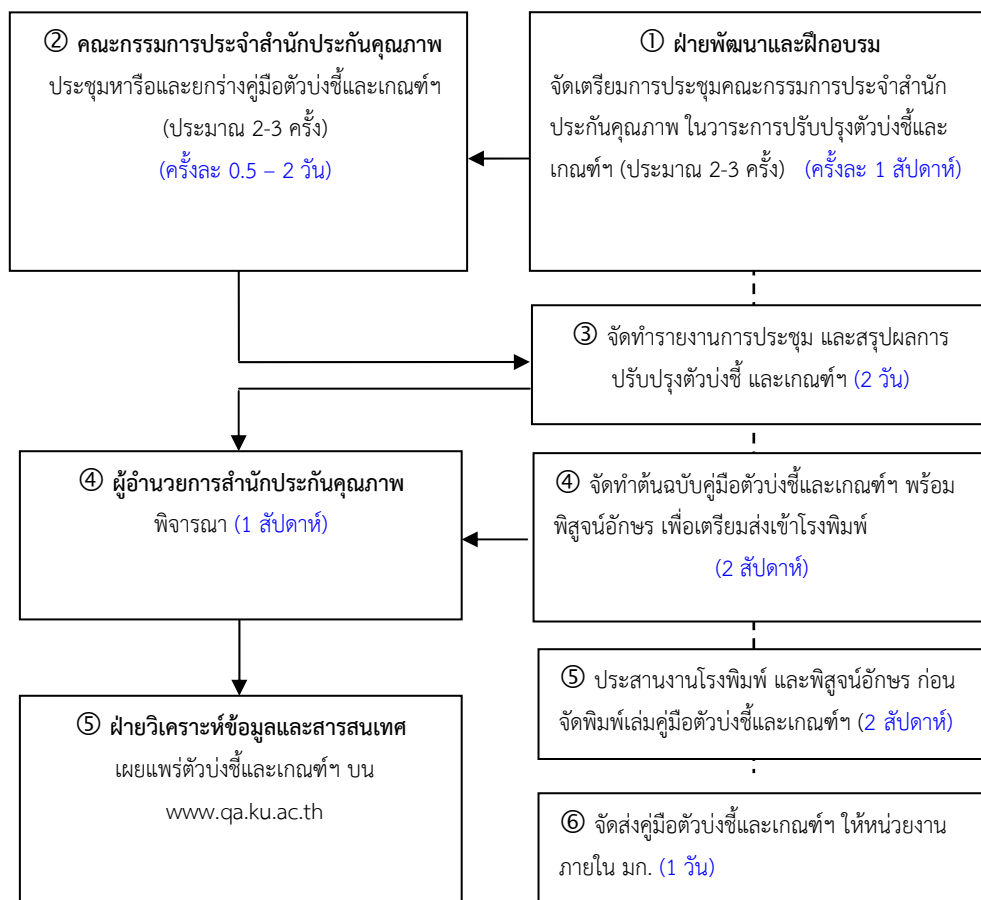 ② คณะกรรมการประจำสำนักประกันคุณภาพ
ประชุมหารือและยกร่างคู่มือตัวบ่งชี้และเกณฑ์ฯ
(ประมาณ 2-3 ครั้ง)
(ครั้งละ 0.5 – 2 วัน)
① ฝ่ายพัฒนาและฝึกอบรม
จัดเตรียมการประชุมคณะกรรมการประจำสำนัก
ประกันคุณภาพ ในวาระการปรับปรุงตัวบ่งชี้และ
เกณฑ์ฯ (ประมาณ 2-3 ครั้ง) (ครั้งละ 1 สัปดาห์)
③ จัดทำรายงานการประชุม และสรุปผลการ
ปรับปรุงตัวบ่งชี้ และเกณฑ์ฯ (2 วัน)
④ ผู้อำนวยการสำนักประกันคุณภาพ
พิจารณา (1 สัปดาห์)
④ จัดทำต้นฉบับคู่มือตัวบ่งชี้และเกณฑ์ฯ พร้อม
พิสูจน์อักษร เพื่อเตรียมส่งเข้าโรงพิมพ์
(2 สัปดาห์)
⑤ ประสานงานโรงพิมพ์ และพิสูจน์อักษร ก่อน
จัดพิมพ์เล่มคู่มือตัวบ่งชี้และเกณฑ์ฯ (2 สัปดาห์)
⑤ ฝ่ายวิเคราะห์ข้อมูลและสารสนเทศ
เผยแพร่ตัวบ่งชี้และเกณฑ์ฯ บน
www.qa.ku.ac.th
⑥ จัดส่งคู่มือตัวบ่งชี้และเกณฑ์ฯ ให้หน่วยงาน
ภายใน มก. (1 วัน)